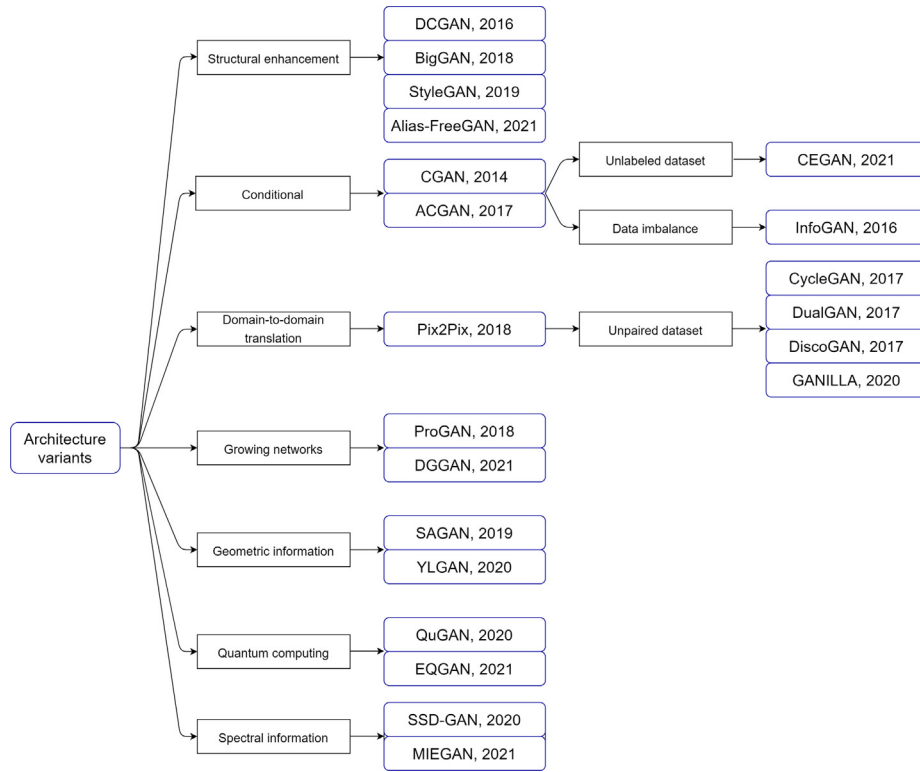 Architecture
variants
Structural enhancement
DCGAN, 2016
BigGAN, 2018
StyleGAN, 2019
Alias-FreeGAN, 2021
Conditional
CGAN, 2014
ACGAN, 2017
Unlabeled dataset
CEGAN, 2021
Data imbalance
InfoGAN, 2016
Domain-to-domain
translation
Pix2Pix, 2018
Unpaired dataset
CycleGAN, 2017
DualGAN, 2017
DiscoGAN, 2017
GANILLA, 2020
Growing networks
ProGAN, 2018
DGGAN, 2021
Geometric information
SAGAN, 2019
YLGAN, 2020
Quantum computing
QuGAN, 2020
EQGAN, 2021
Spectral information
SSD-GAN, 2020
MIEGAN, 2021